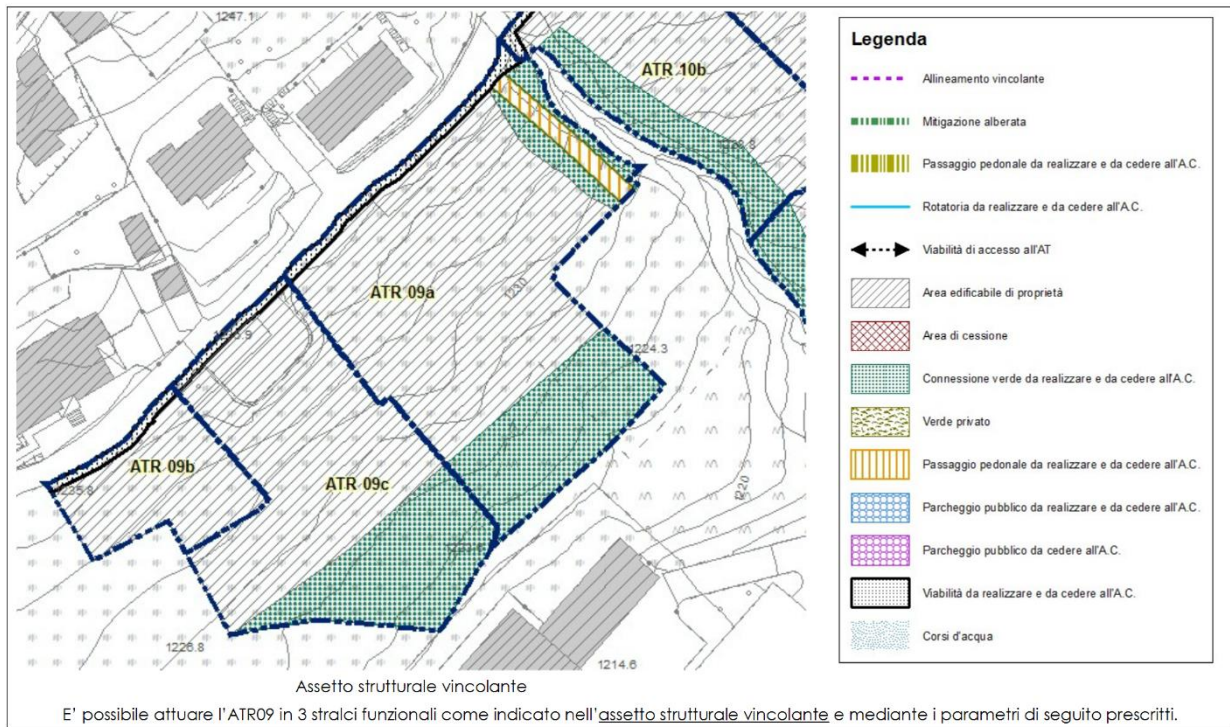 1247.1
ATR 10b
ATR 09a
1230
1224.3
ATR 09b
1235.8
ATR 09c
1220
1226.8
1214.6
Legenda
Allineamento vincolante
Mitigazione alberata
Passaggio pedonale da realizzare e da cedere all'A.C.
Rotatoria da realizzare e da cedere all'A.C.
Viabilità di accesso all'AT
Area edificabile di proprietà
Area di cessione
Connessione verde da realizzare e da cedere all'A.C.
Verde privato
Passaggio pedonale da realizzare e da cedere all'A.C.
Parcheggio pubblico da realizzare e da cedere all'A.C.
Parcheggio pubblico da cedere all'A.C.
Viabilità da realizzare e da cedere all'A.C.
Corsi d'acqua
Assetto strutturale vincolante
E' possibile attuare l'ATR09 in 3 stralci funzionali come indicato nell'assetto strutturale vincolante e mediante i parametri di seguito prescritti.